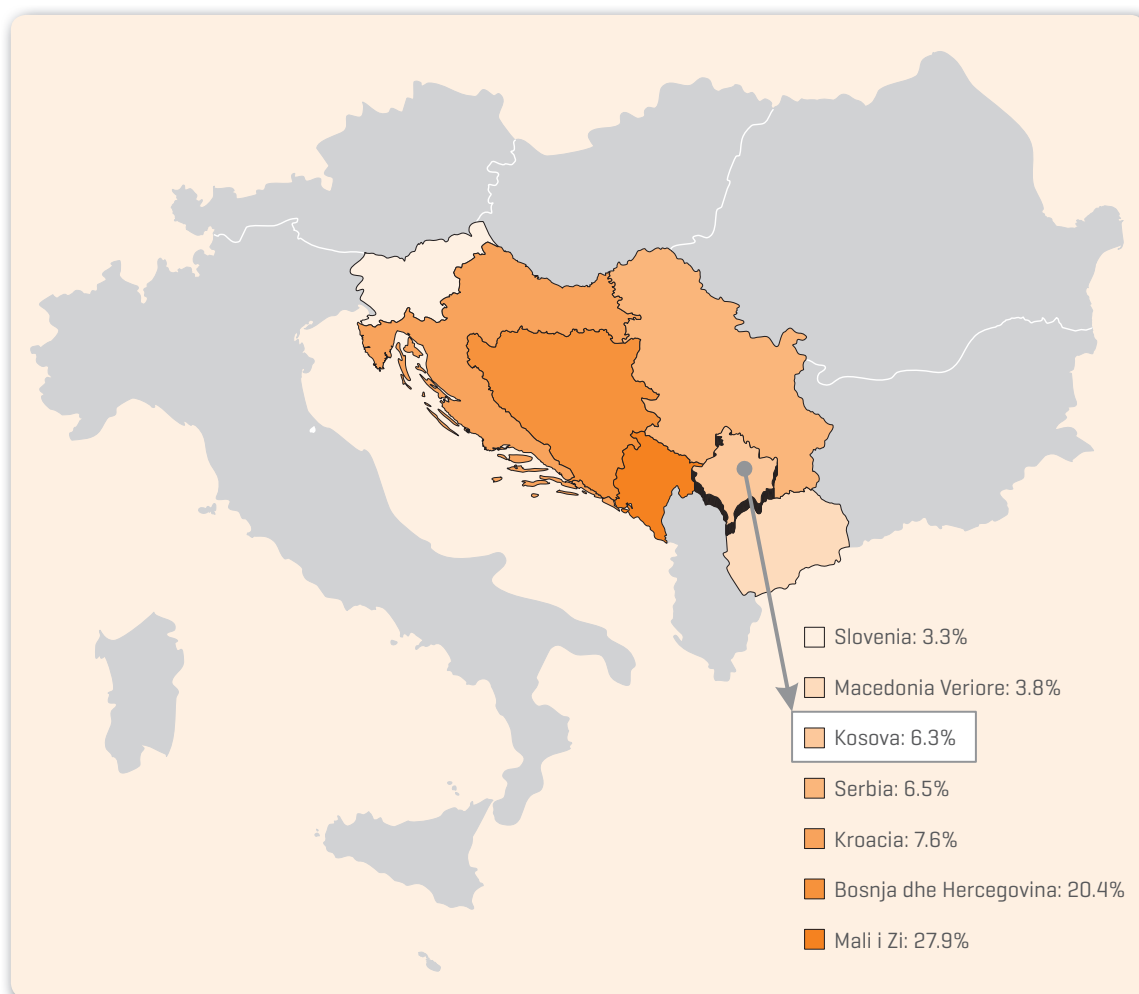 Slovenia: 3.3%
Macedonia Veriore: 3.8%
Kosova: 6.3%
Serbia: 6.5%
Kroacia: 7.6%
Bosnja dhe Hercegovina: 20.4%
Mali i Zi: 27.9%